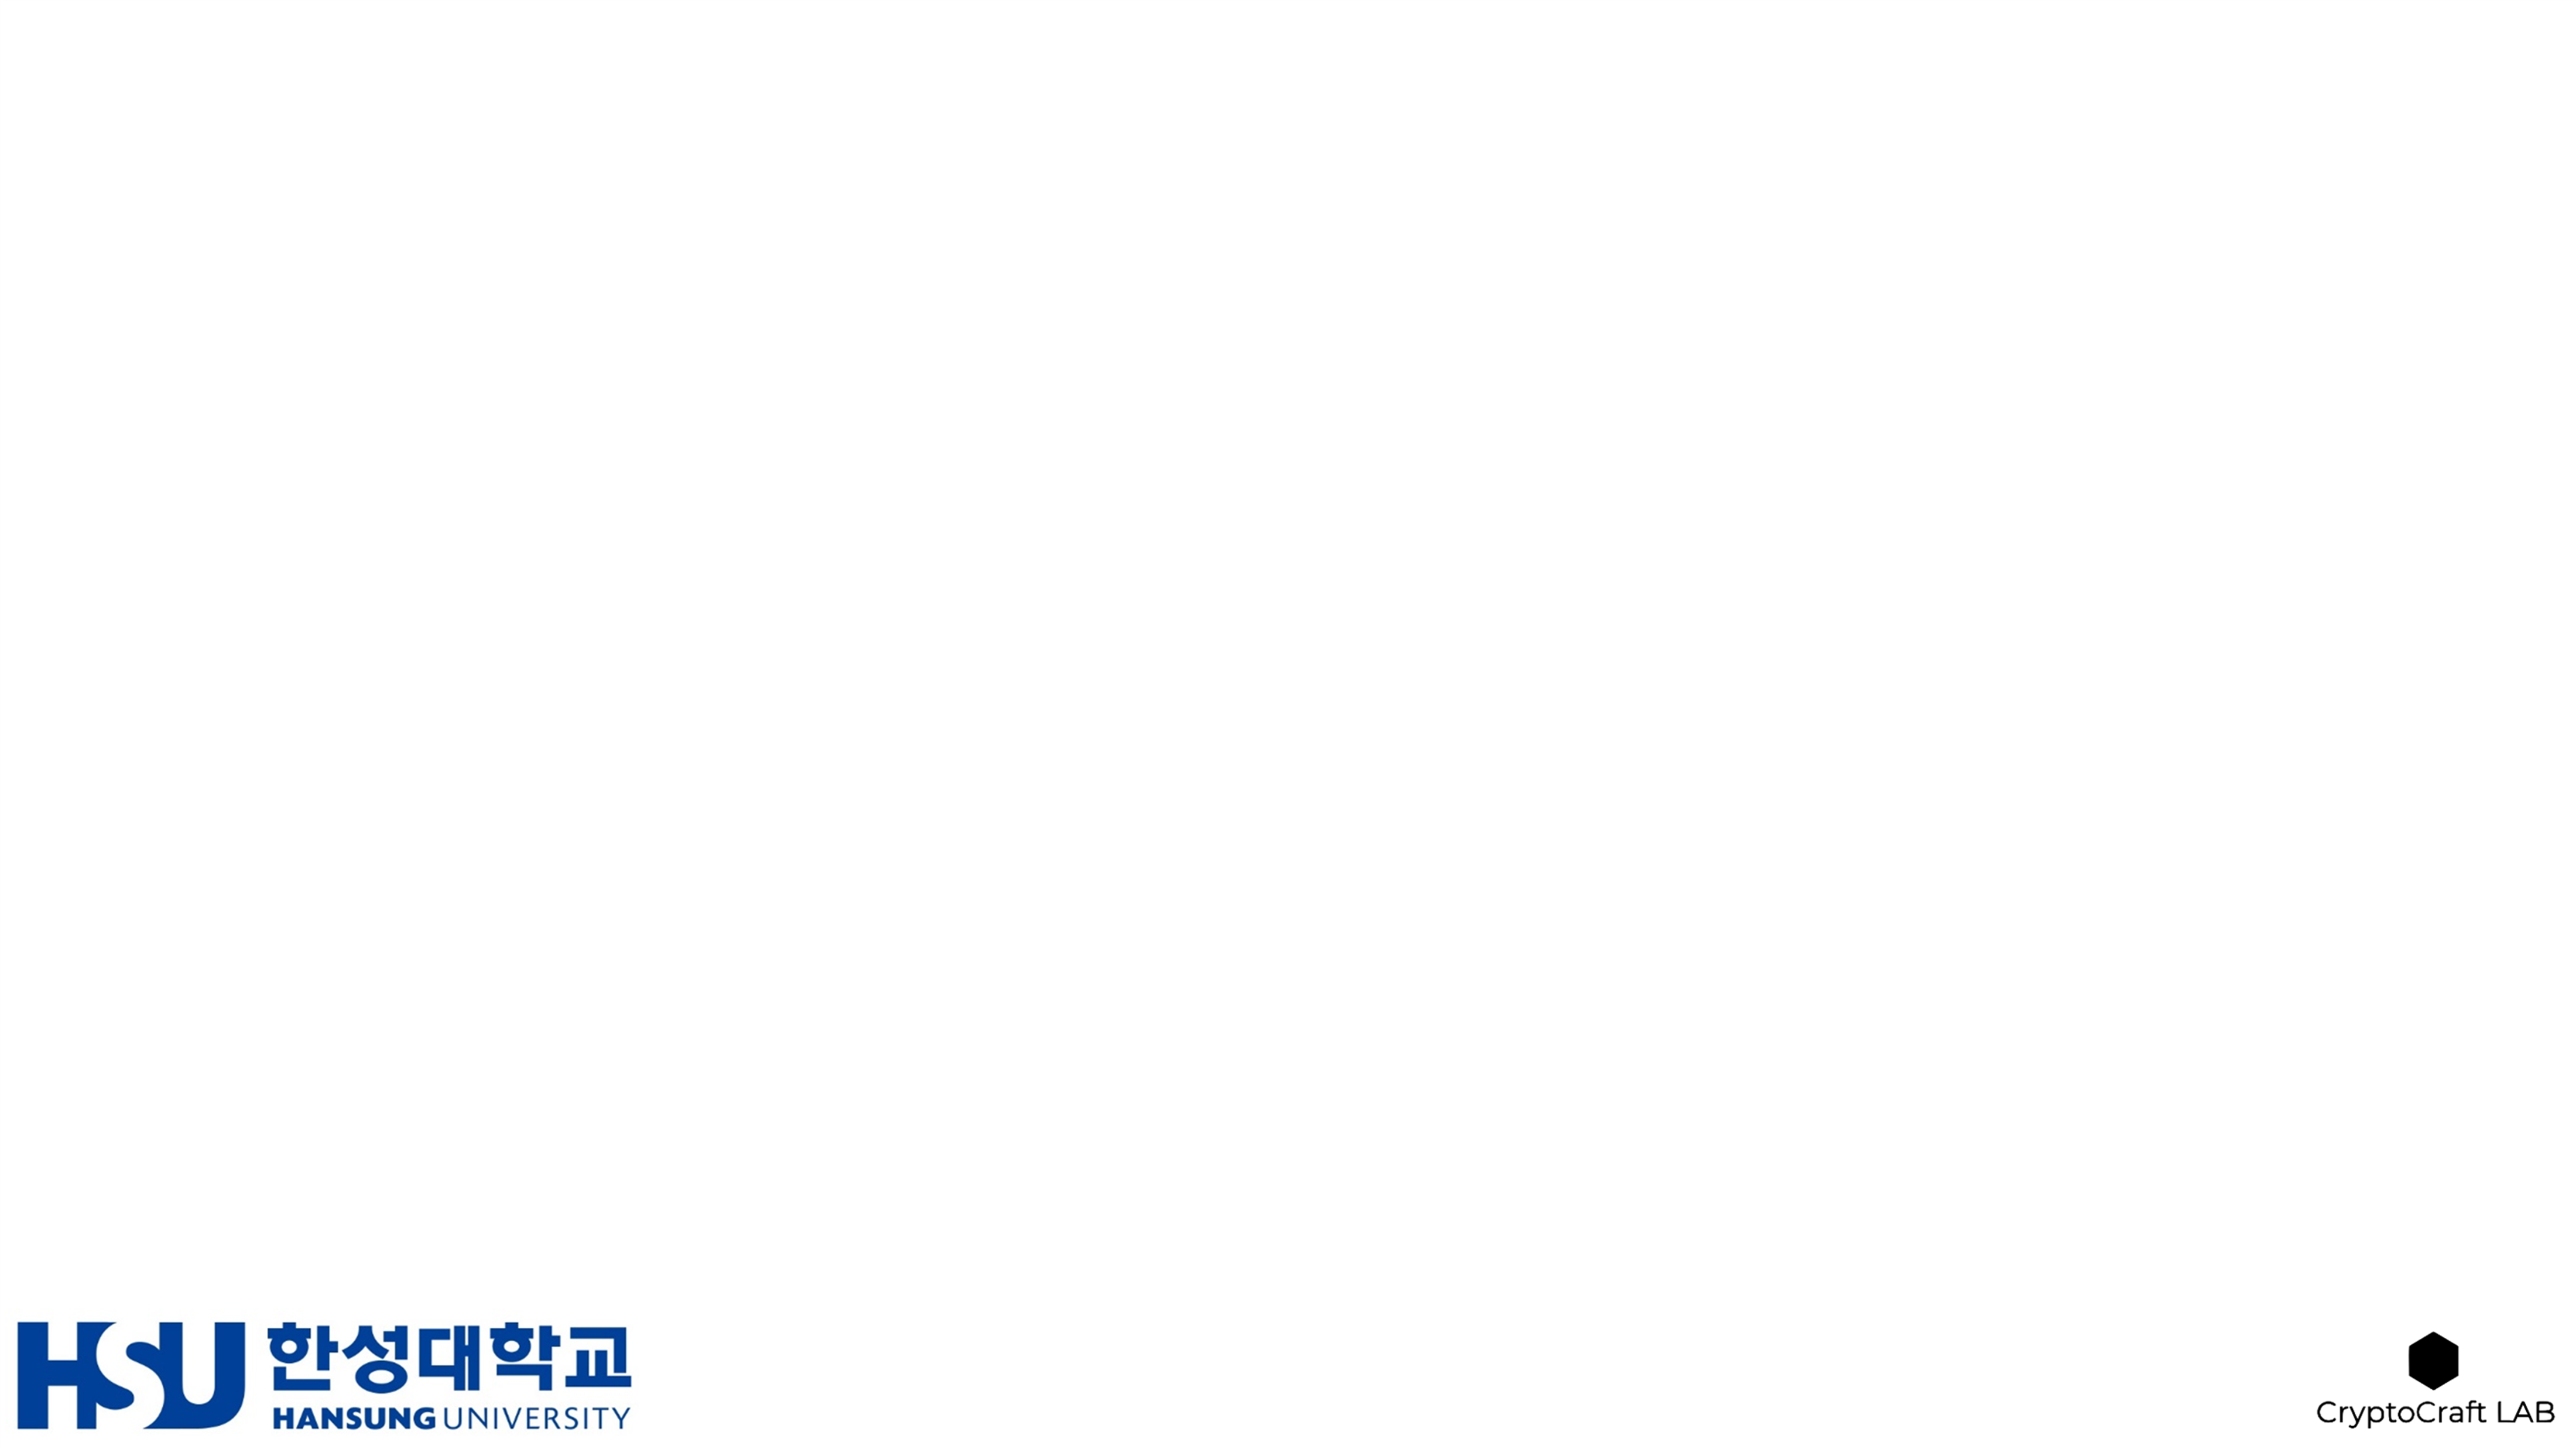 HSU 한성대학교
HANSUNG UNIVERSITY
CryptoCraft LAB